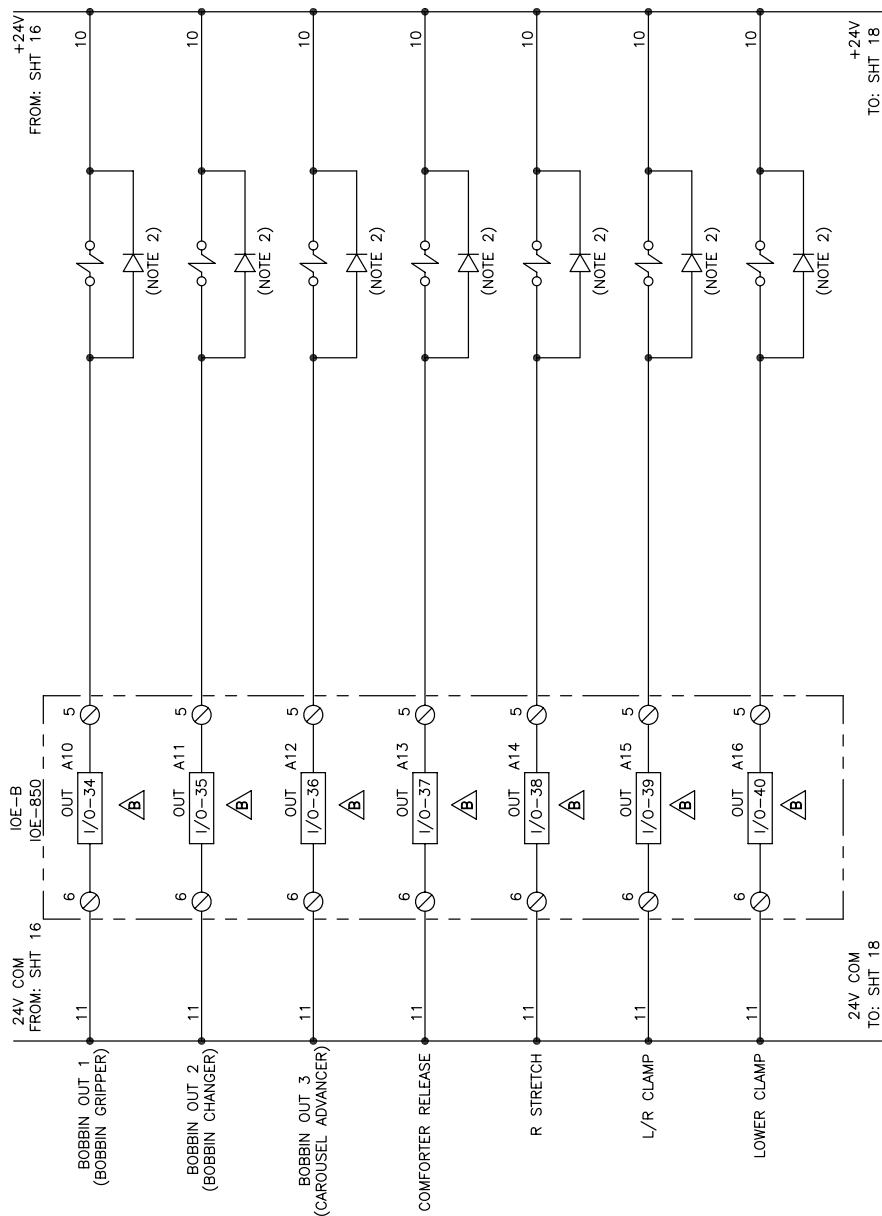 24V COM
FROM: SHT 16
IOE-B
IOE-850
+24V
FROM: SHT 16
BOBBIN OUT 1
(BOBBIN GRIPPER)
11
6
OUT A10
I/O-34
B
5
(NOTE 2)
10
BOBBIN OUT 2
(BOBBIN CHANGER)
11
6
OUT A11
I/O-35
B
5
(NOTE 2)
10
BOBBIN OUT 3
(CAROUSEL ADVANCER)
11
6
OUT A12
I/O-36
B
5
(NOTE 2)
10
COMFORTER RELEASE
11
6
OUT A13
I/O-37
B
5
(NOTE 2)
10
R STRETCH
11
6
OUT A14
I/O-38
B
5
(NOTE 2)
10
L/R CLAMP
11
6
OUT A15
I/O-39
B
5
(NOTE 2)
10
LOWER CLAMP
11
6
OUT A16
I/O-40
B
5
(NOTE 2)
10
24V COM
TO: SHT 18
+24V
TO: SHT 18